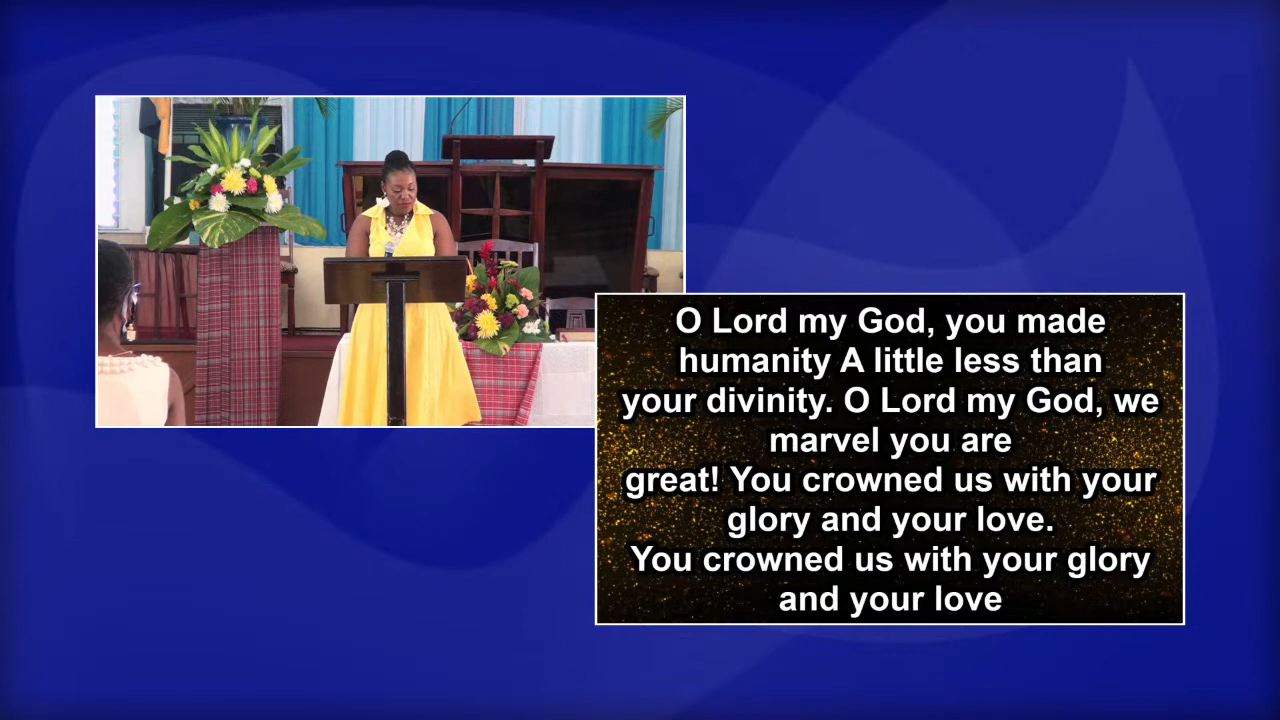 O Lord my God, you made
humanity A little less than
your divinity. O Lord my God, we
marvel you are
great! You crowned us with your
glory and your love.
You crowned us with your glory
and your love